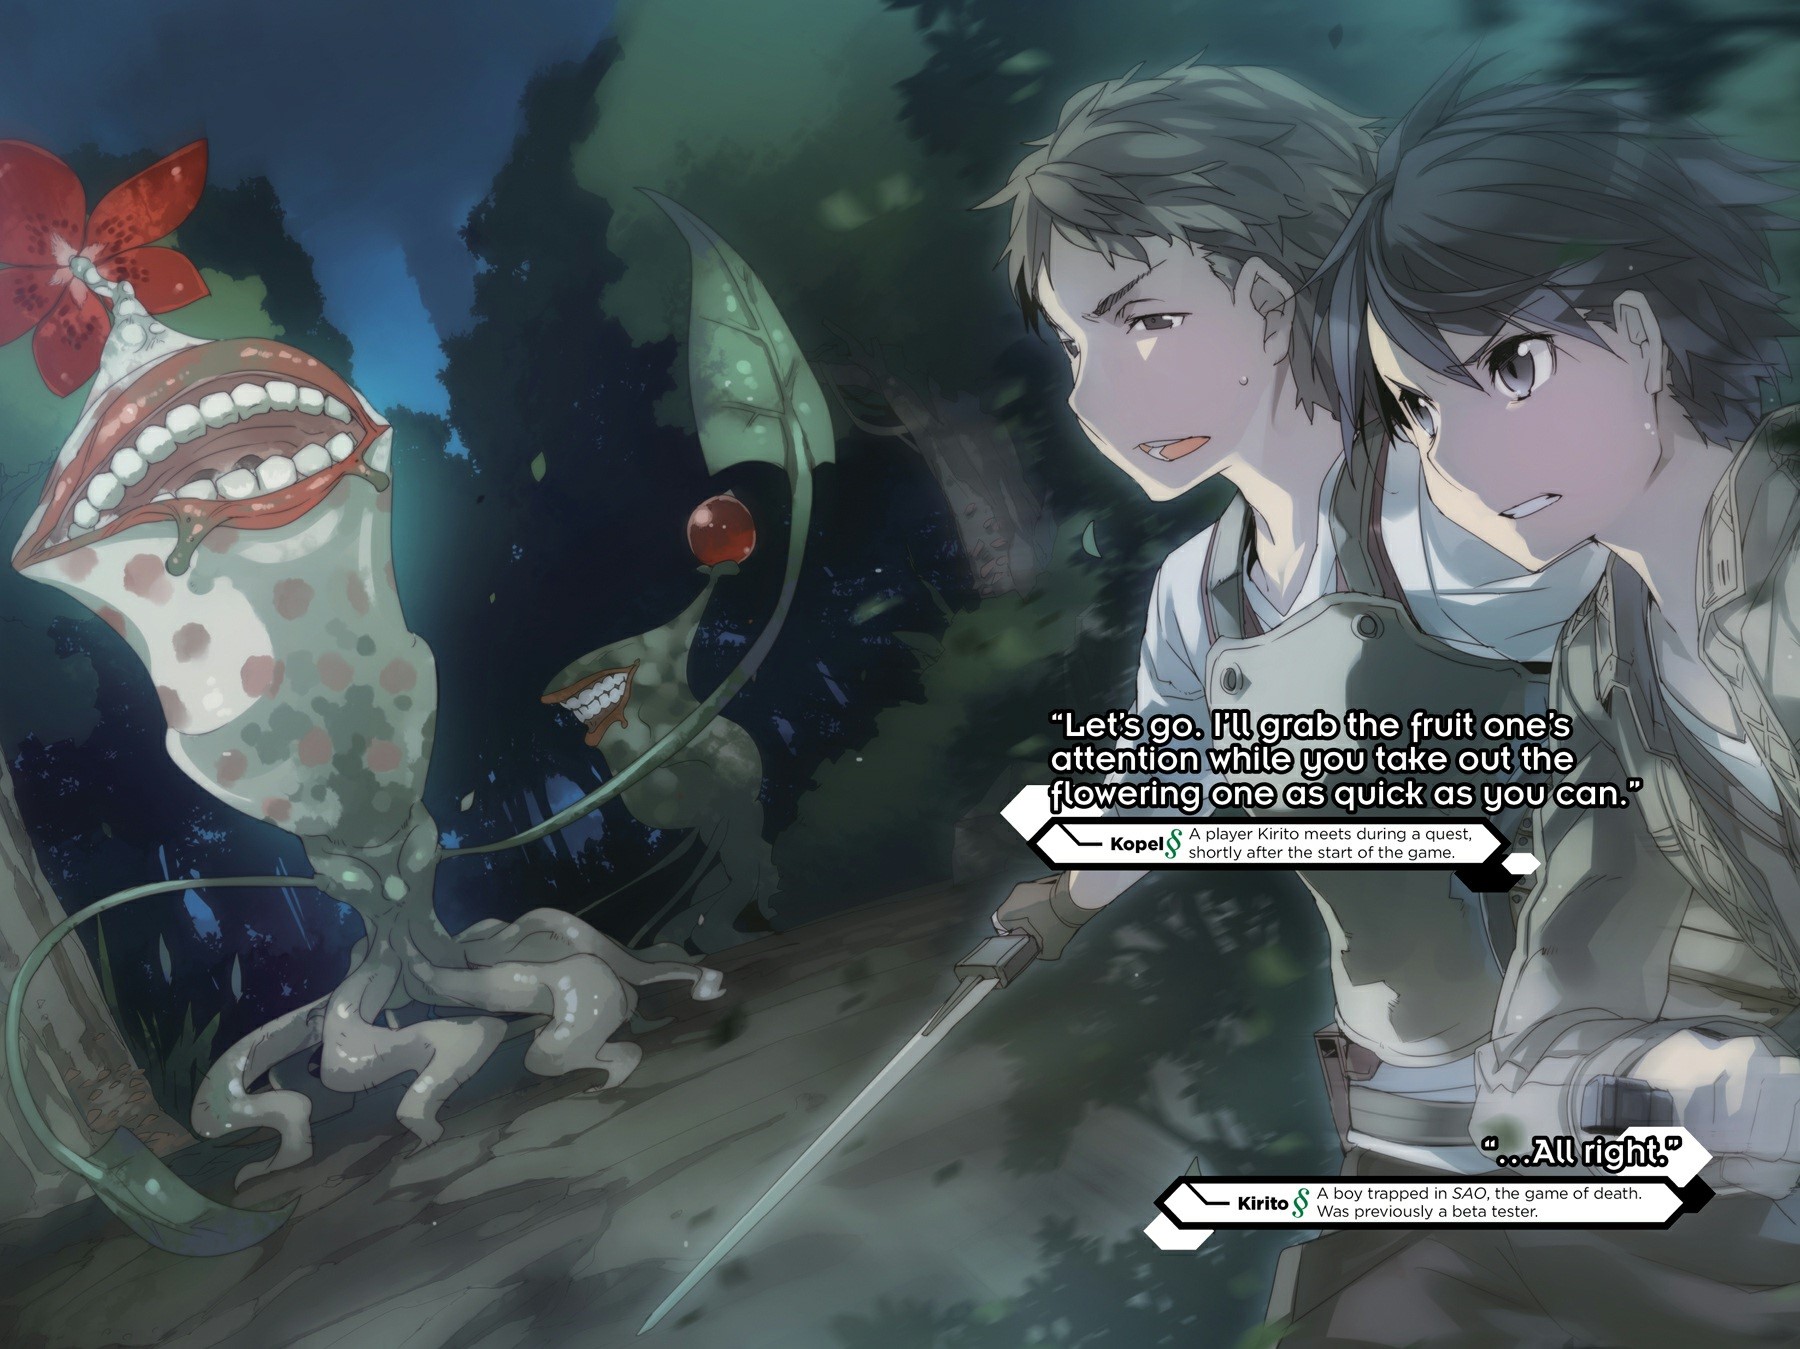 “Let’s go. I’ll grab the fruit one’s
attention while you take out the
flowering one as quick as you can.”
Kopel§ A player Kirito meets during a quest,
shortly after the start of the game.
“…All right.”
Kirito § A boy trapped in SAO, the game of death.
Was previously a beta tester.